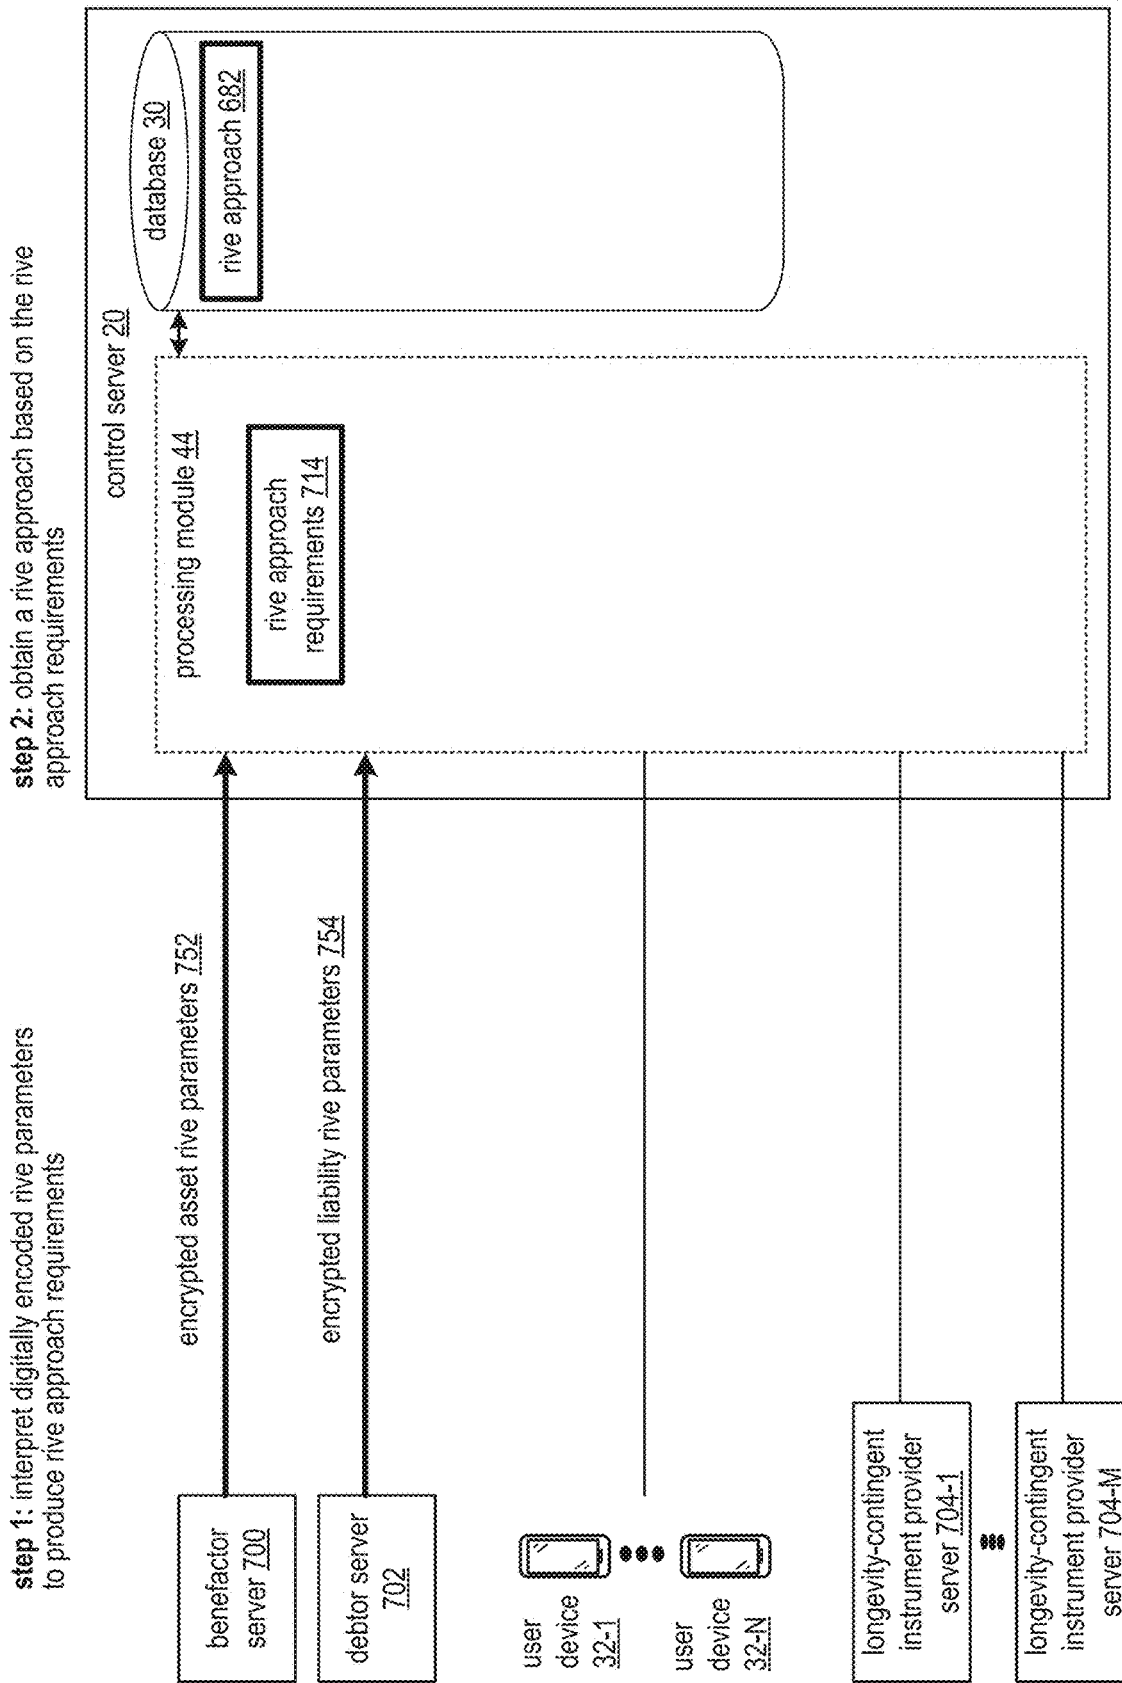 step 1: interpret digitally encoded rive parameters
to produce rive approach requirements
step 2: obtain a rive approach based on the rive
approach requirements
control server 20
database 30
rive approach 682
processing module 44
rive approach
requirements 714
benefactor
server 700
encrypted asset rive parameters 752
debtor server
702
encrypted liability rive parameters 754
user
device
32-1
user
device
32-N
longevity-contingent
instrument provider
server 704-1
longevity-contingent
instrument provider
server 704-M